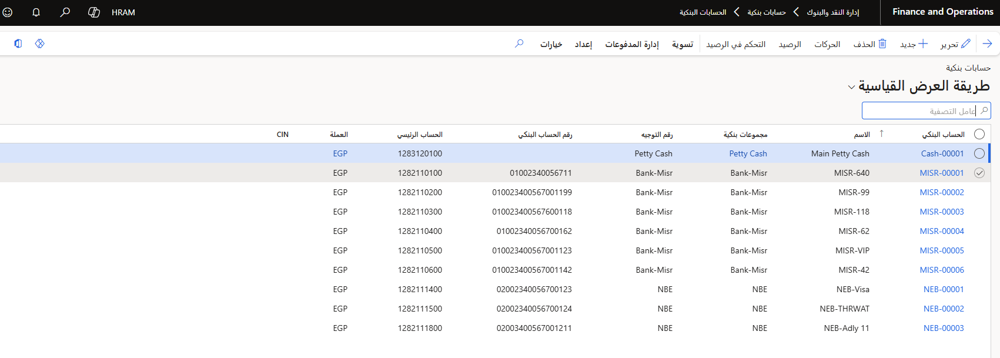 Finance and Operations إدارة النقد والبنوك حسابات بنكية الحسابات البنكية HRAM
تحرير جديد الحذف الحركات الرصيد التحكم في الرصيد تسوية إدارة المدفوعات إعداد خيارات
حسابات بنكية
طريقة العرض القياسية
عامل التصفية
الحساب البنكي الاسم مجموعات بنكية رقم التوجيه رقم الحساب البنكي الحساب الرئيسي العملة CIN
Cash-00001 Main Petty Cash Petty Cash Petty Cash 1283120100 EGP
MISR-00001 MISR-640 Bank-Misr Bank-Misr 01002340056711 1282110100 EGP
MISR-00002 MISR-99 Bank-Misr Bank-Misr 010023400567001199 1282110200 EGP
MISR-00003 MISR-118 Bank-Misr Bank-Misr 010023400567600118 1282110300 EGP
MISR-00004 MISR-62 Bank-Misr Bank-Misr 01002340056700162 1282110400 EGP
MISR-00005 MISR-VIP Bank-Misr Bank-Misr 010023400567001123 1282110500 EGP
MISR-00006 MISR-42 Bank-Misr Bank-Misr 010023400567001142 1282110600 EGP
NEB-00001 NEB-Visa NBE NBE 02002340056700123 1282111400 EGP
NEB-00002 NEB-THRWAT NBE NBE 02002340056700124 1282111500 EGP
NEB-00003 NEB-Adly 11 NBE NBE 02003400567001211 1282111800 EGP